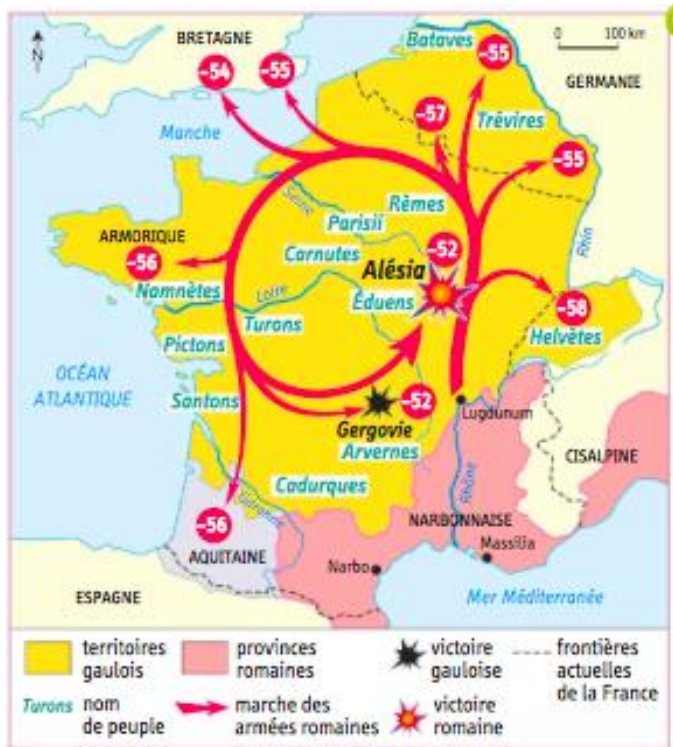 BRETAGNE
-54
-55
Bataves
-55
0 100 km
N
GERMANIE
Manche
-57
Trévires
-55
Rèmes
Seine
Parisii
Rhin
ARMORIQUE
-56
Carnutes
-52
Alésia
Namnètes
Loire
Éduens
-58
Turons
Helvètes
Pictons
OCÉAN
ATLANTIQUE
Santons
-52
Lugdunum
Gergovie
Arvernes
CISALPINE
Cadurques
Garonne
Rhône
-56
NARBONNAISE
AQUITAINE
Narbo
Massilia
ESPAGNE
Mer Méditerranée
territoires
gaulois
provinces
romaines
victoire
gauloise
frontières
actuelles
de la France
Turons
nom
de peuple
marche des
armées romaines
victoire
romaine